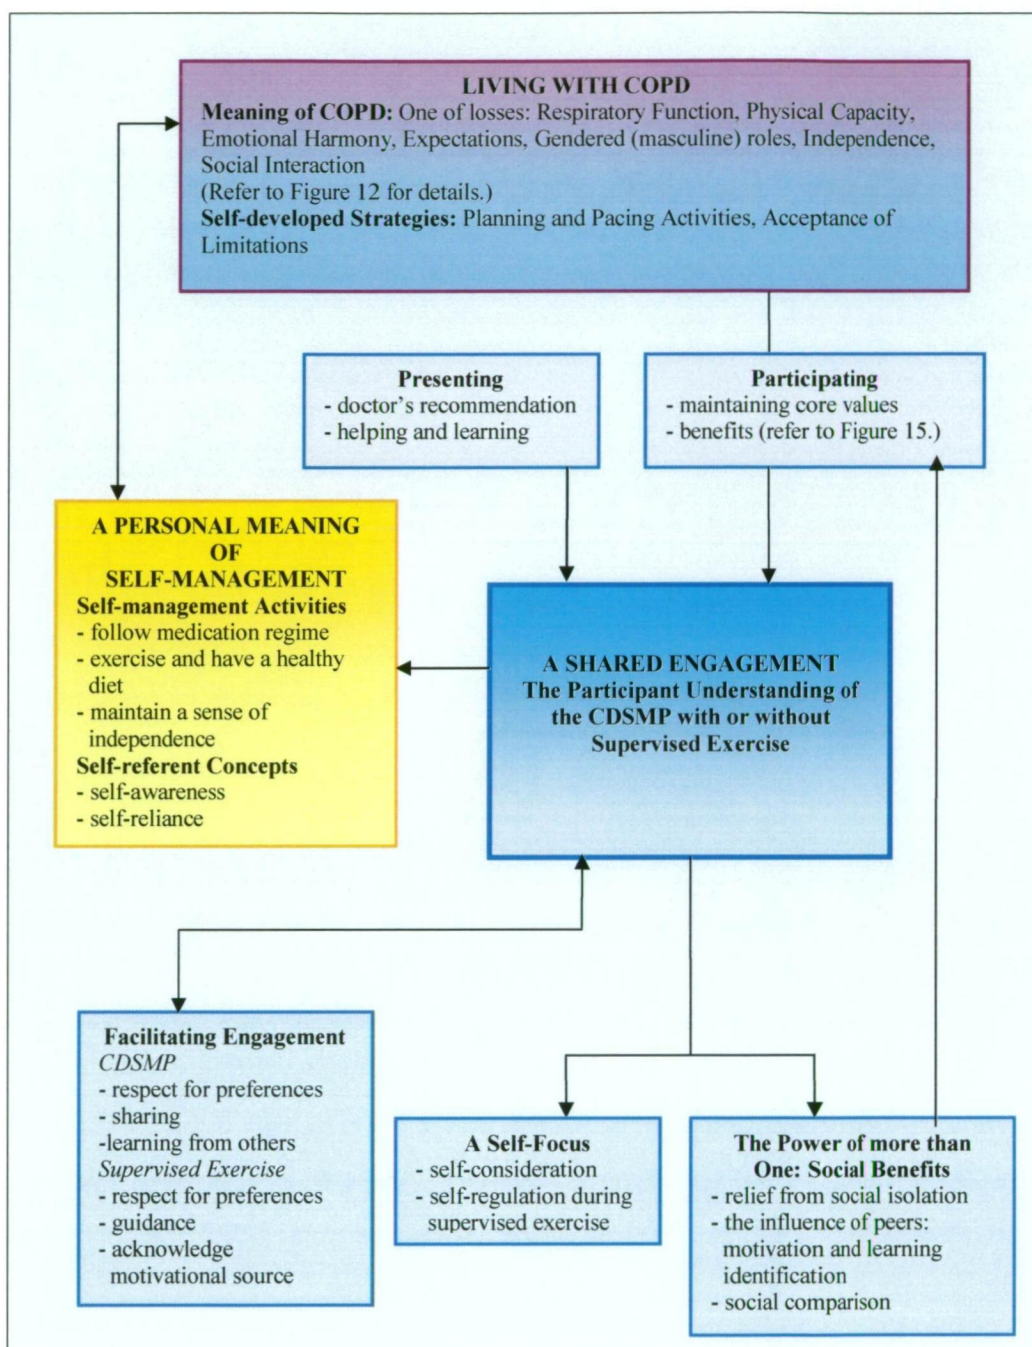 LIVING WITH COPD
Meaning of COPD: One of losses: Respiratory Function, Physical Capacity,
Emotional Harmony, Expectations, Gendered (masculine) roles, Independence,
Social Interaction
(Refer to Figure 12 for details.)
Self-developed Strategies: Planning and Pacing Activities, Acceptance of
Limitations
Presenting
- doctor's recommendation
- helping and learning
Participating
- maintaining core values
- benefits (refer to Figure 15.)
A PERSONAL MEANING
OF
SELF-MANAGEMENT
Self-management Activities
- follow medication regime
- exercise and have a healthy
diet
- maintain a sense of
independence
Self-referent Concepts
- self-awareness
- self-reliance
A SHARED ENGAGEMENT
The Participant Understanding of
the CDSMP with or without
Supervised Exercise
Facilitating Engagement
CDSMP
- respect for preferences
- sharing
-learning from others
Supervised Exercise
- respect for preferences
- guidance
- acknowledge
motivational source
A Self-Focus
- self-consideration
- self-regulation during
supervised exercise
The Power of more than
One: Social Benefits
- relief from social isolation
- the influence of peers:
motivation and learning
identification
- social comparison